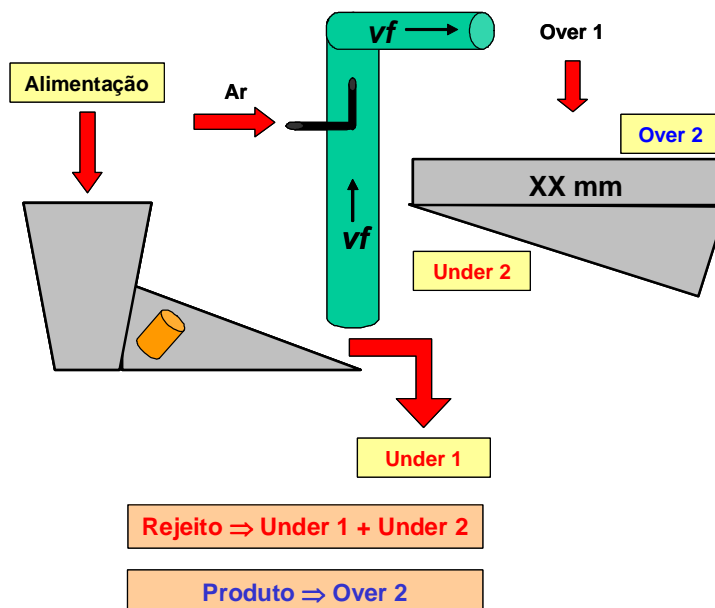 vf
Over 1
Alimentação
Ar
Over 2
XX mm
vf
Under 2
Under 1
Rejeito ⇒ Under 1 + Under 2
Produto ⇒ Over 2